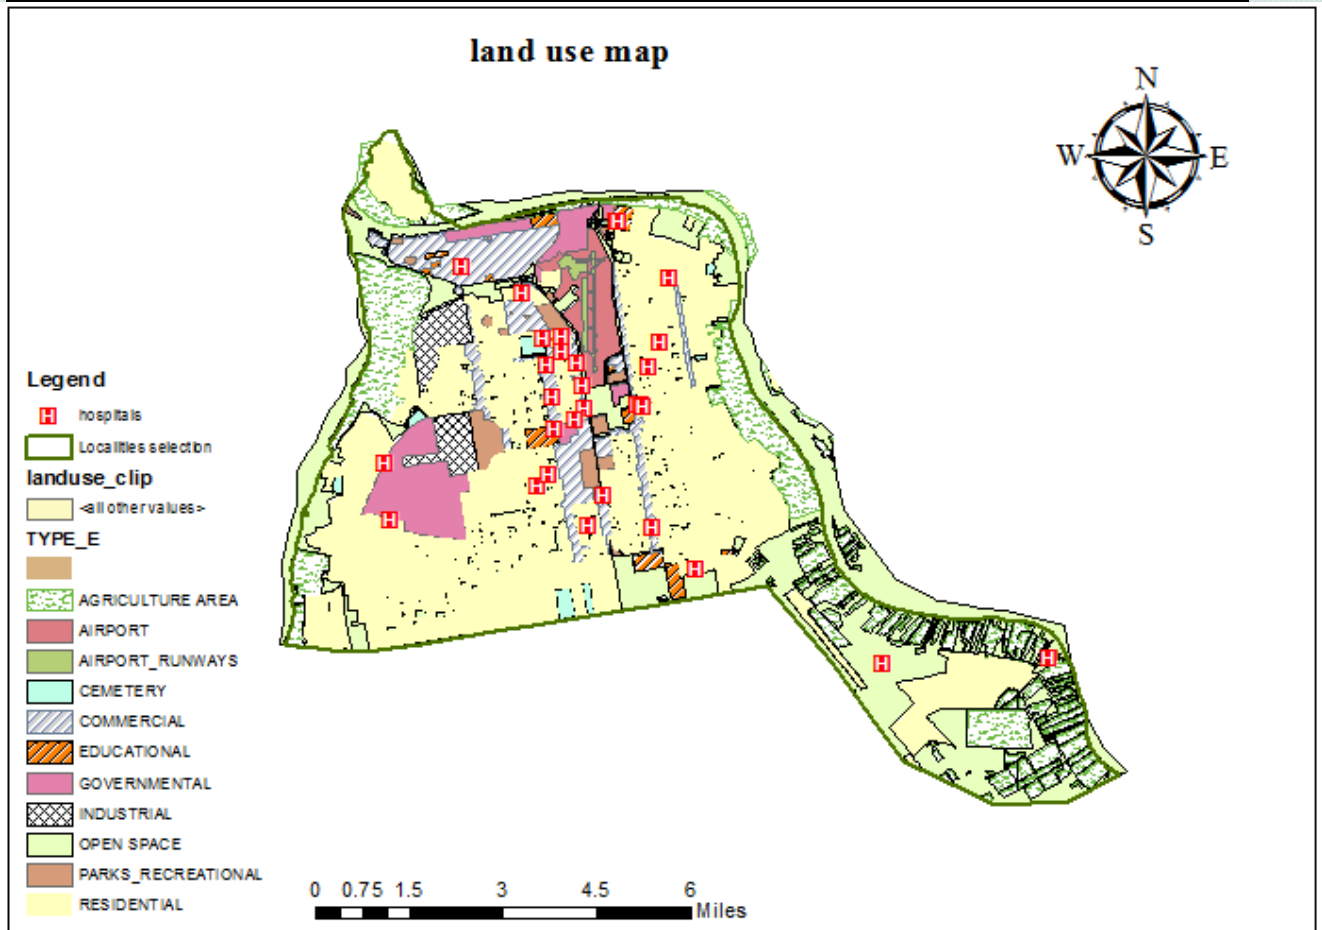 land use map
N
W E
S
Legend
H hospitals
Localities selection
landuse_clip
<all other values>
TYPE_E
AGRICULTURE AREA
AIRPORT
AIRPORT_RUNWAYS
CEMETERY
COMMERCIAL
EDUCATIONAL
GOVERNMENTAL
INDUSTRIAL
OPEN SPACE
PARKS_RECREATIONAL
RESIDENTIAL
0 0.75 1.5 3 4.5 6
Miles